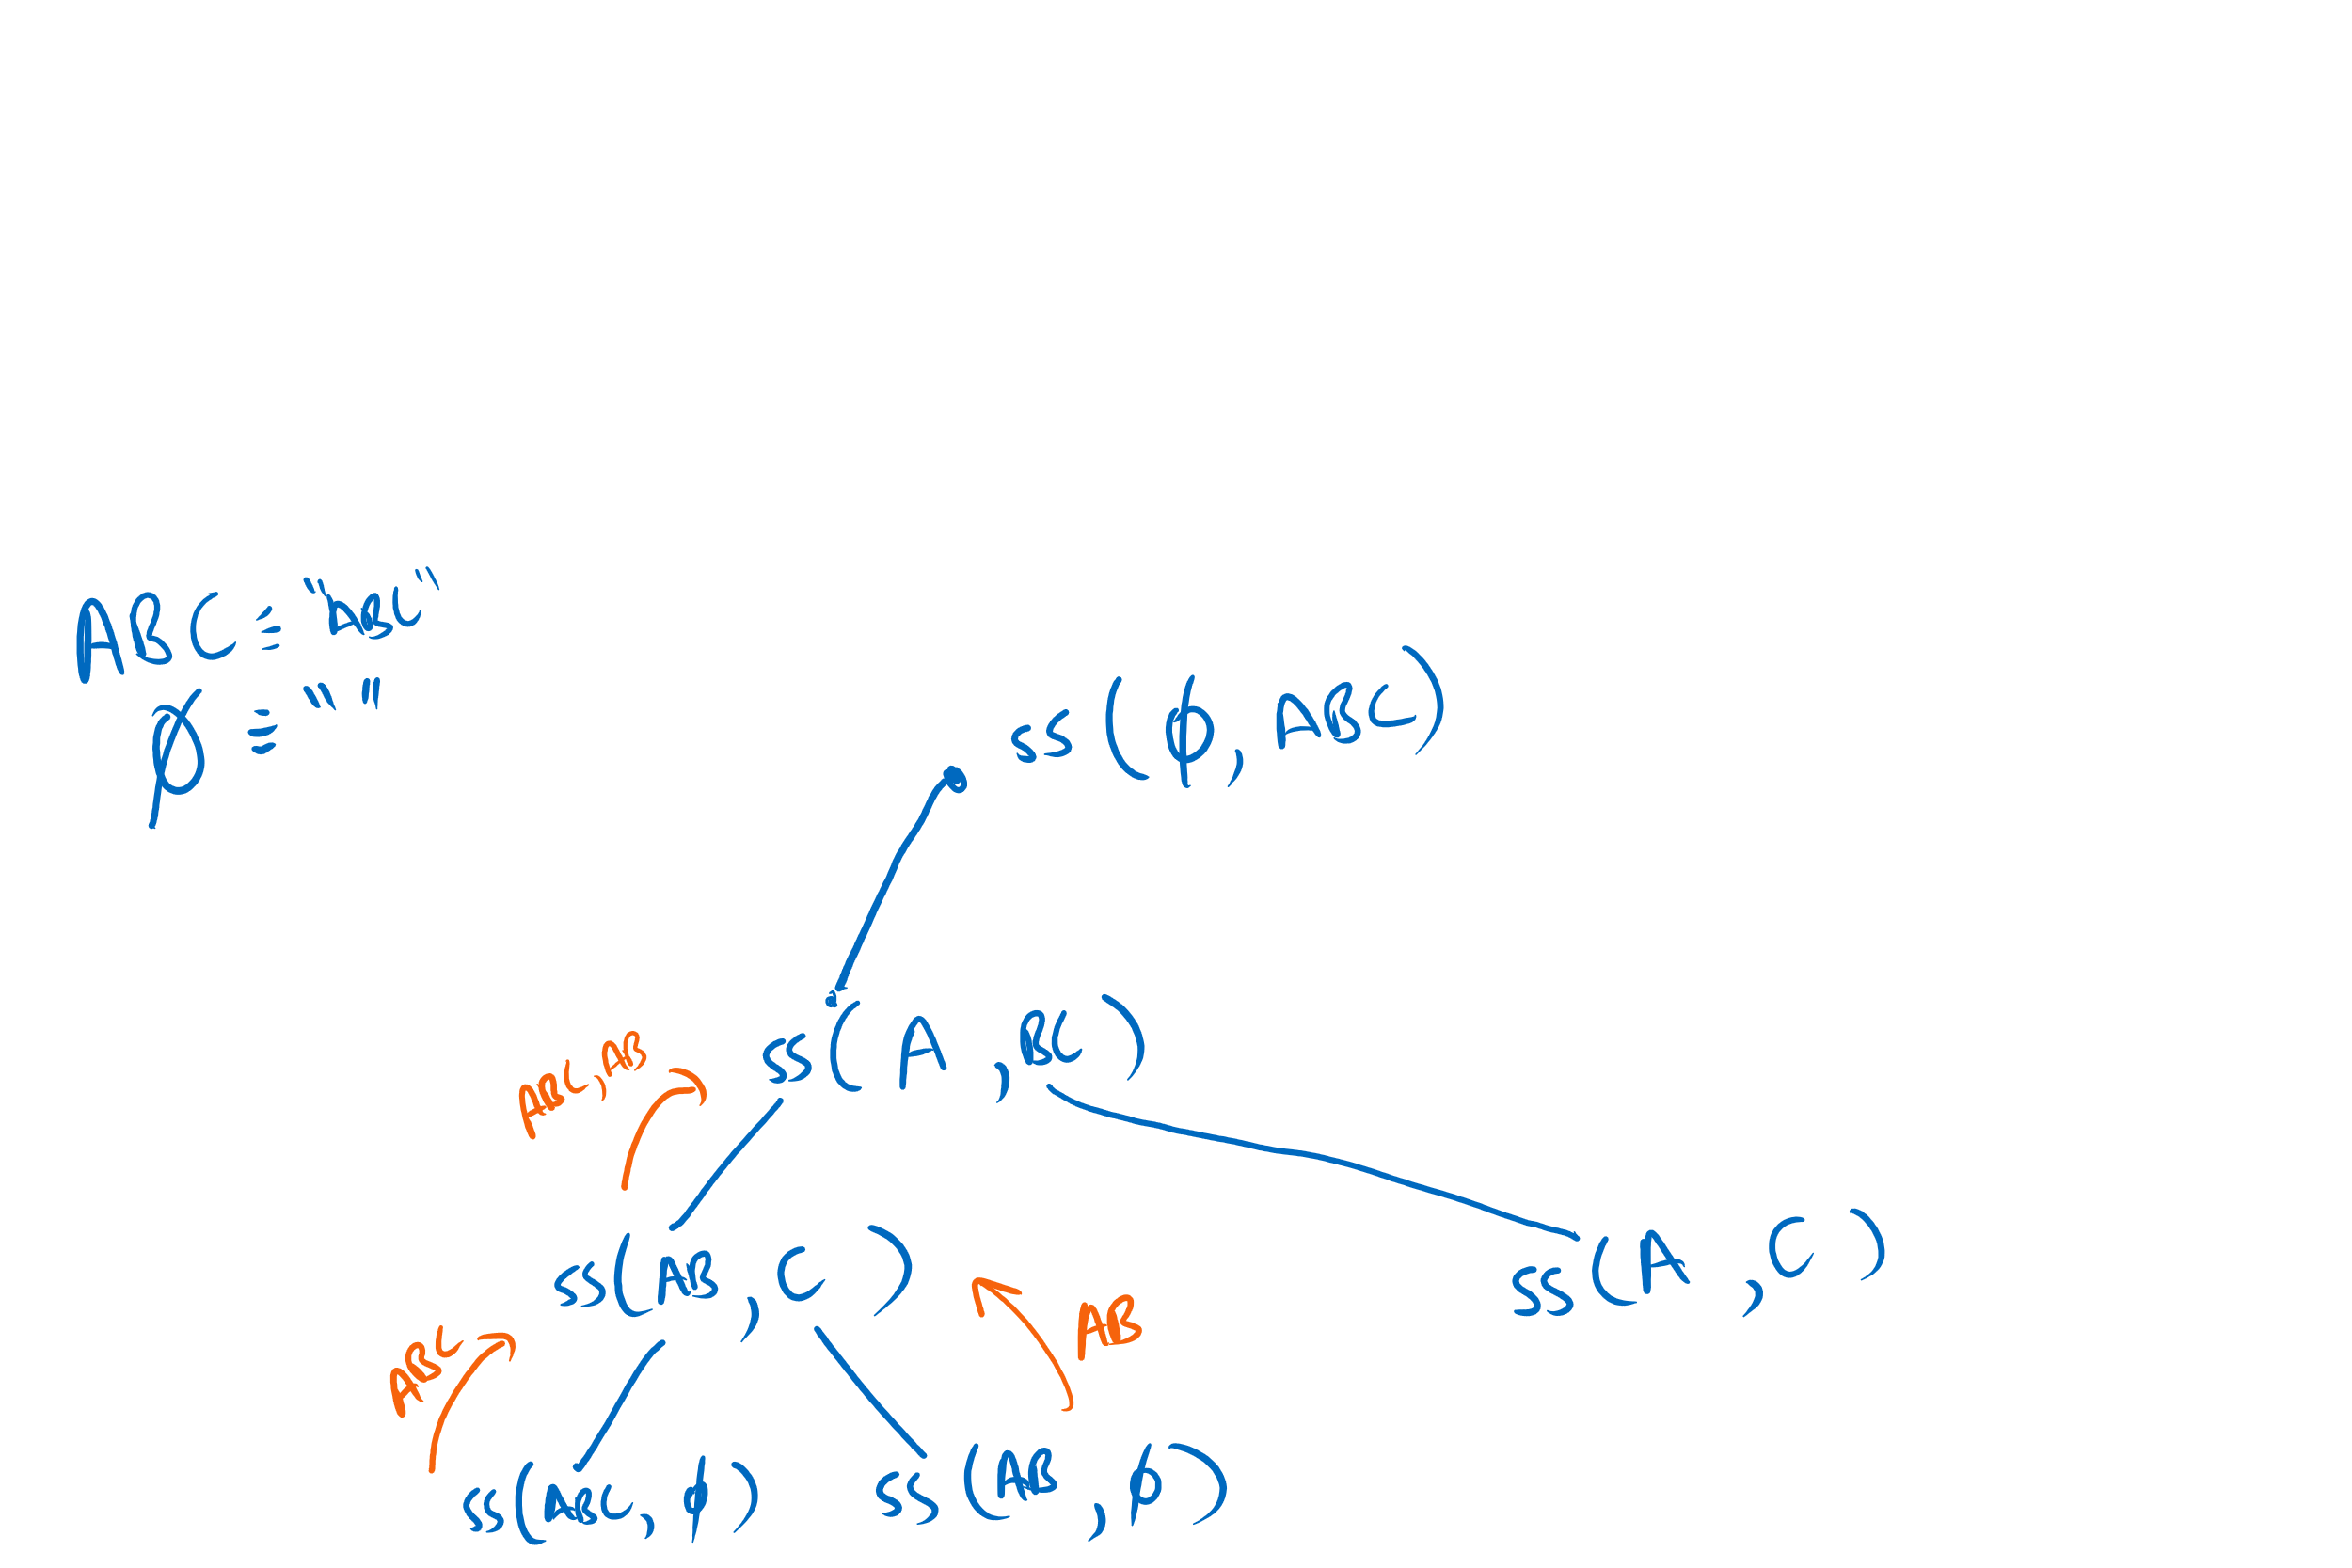 ABC = "ABC"
ϕ = ""
ss(ϕ, ABC)
ss(A, BC)
ABC, AB
ss(AB, C)
ss(A, C)
ABC
AB
ss(ABC, ϕ)
ss(AB, ϕ)